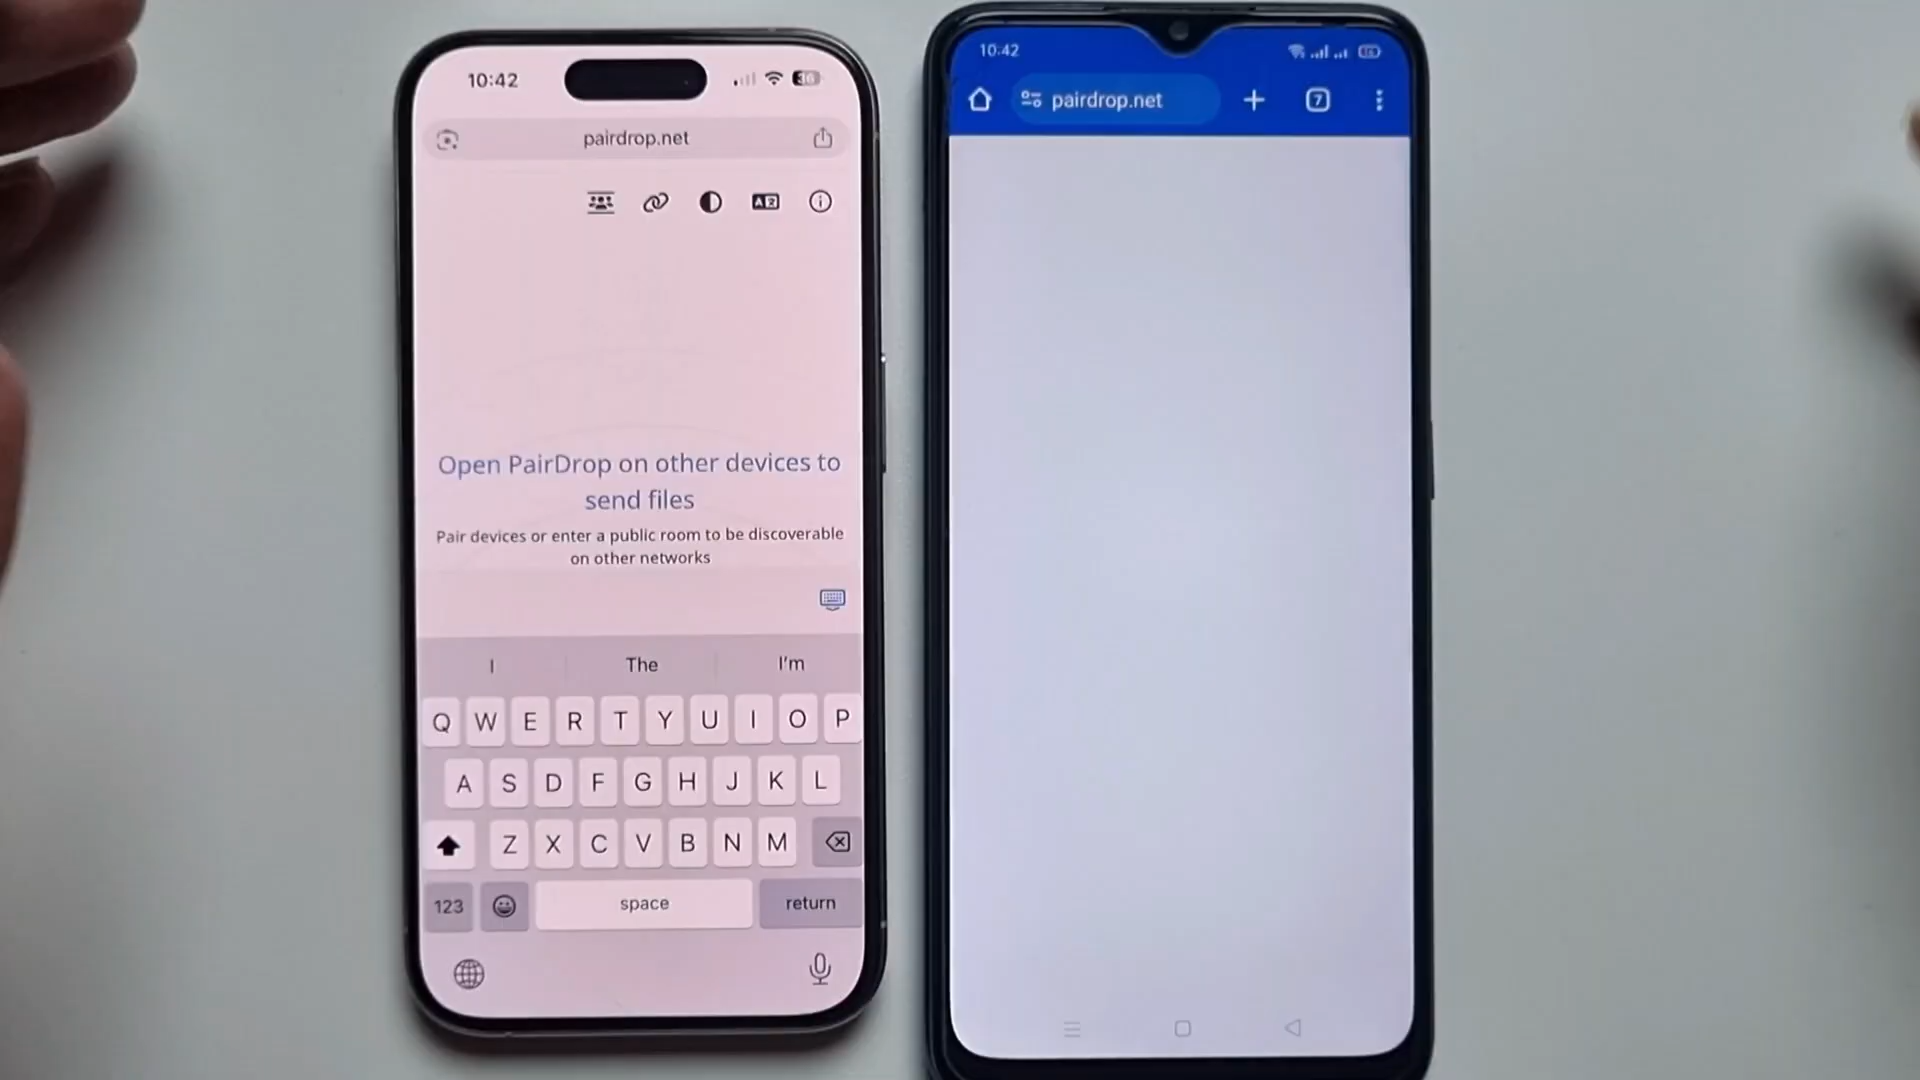 10:42
36
pairdrop.net
Open PairDrop on other devices to
send files
Pair devices or enter a public room to be discoverable
on other networks
I The I'm
Q W E R T Y U I O P
A S D F G H J K L
Z X C V B N M
123 space return
10:42
pairdrop.net
7